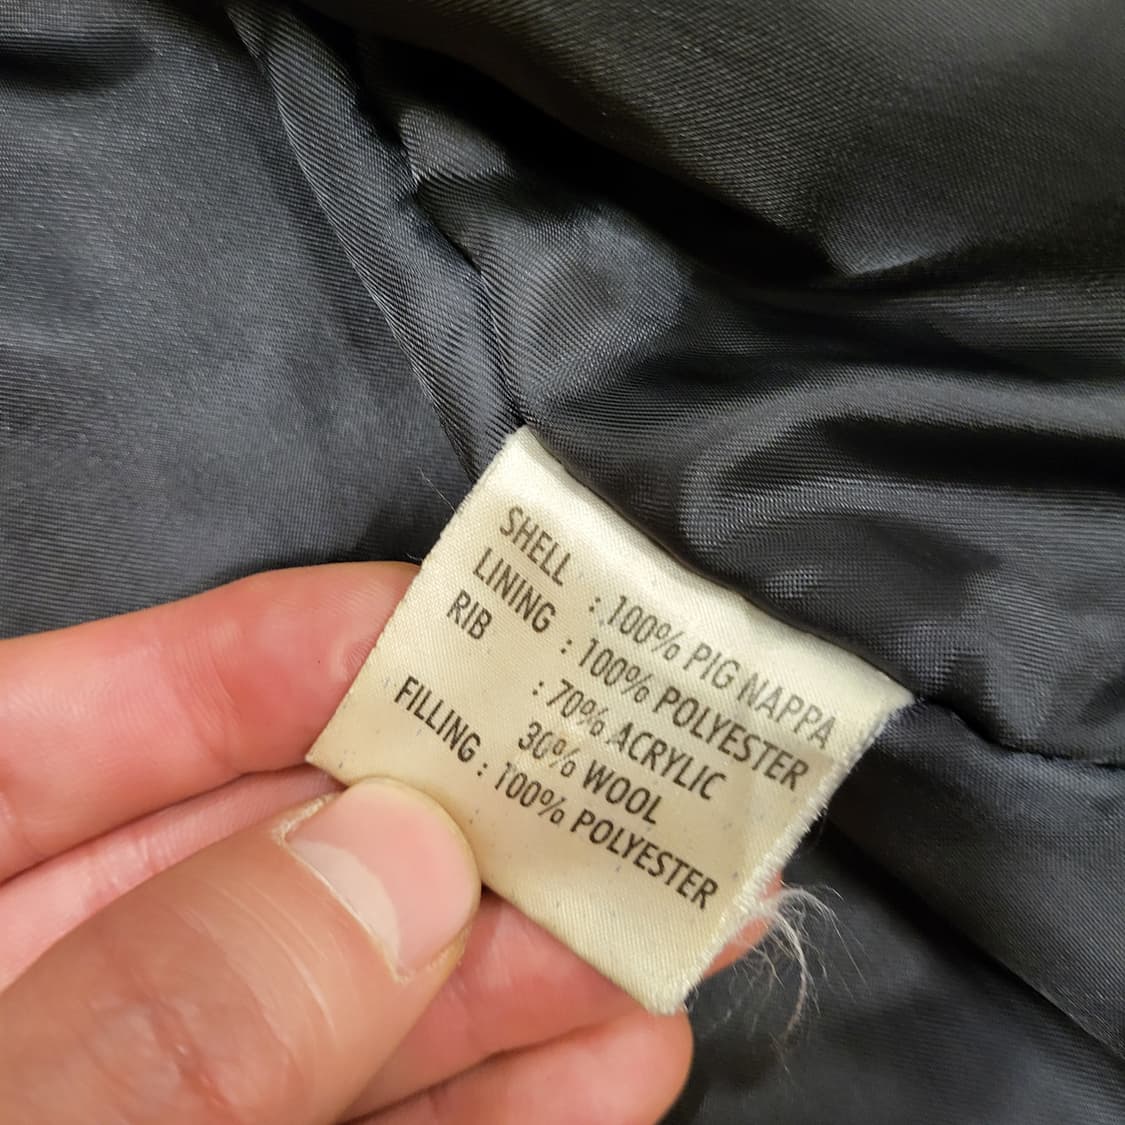 SHELL : 100% PIG NAPPA
LINING : 100% POLYESTER
RIB : 70% ACRYLIC
30% WOOL
FILLING : 100% POLYESTER